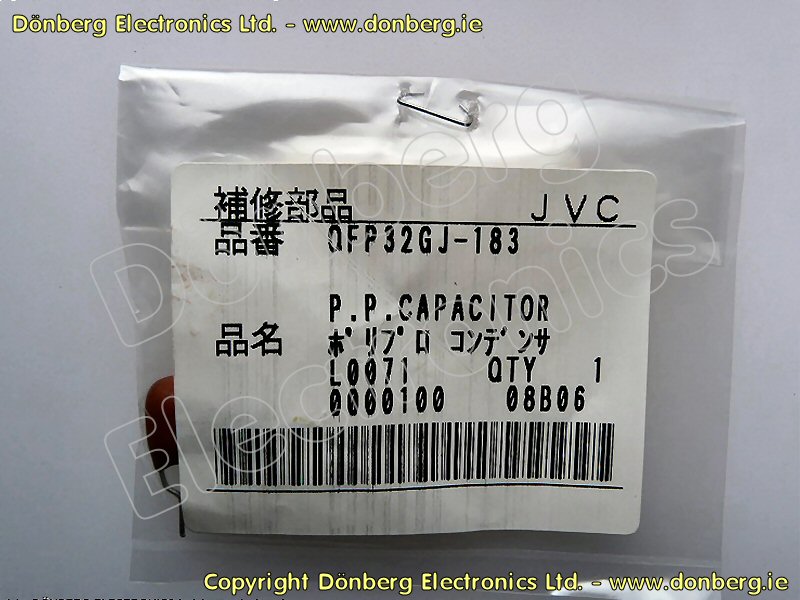 Dönberg Electronics Ltd. - www.donberg.ie
補修部品 JVC
品番 QFP32GJ-183
P.P.CAPACITOR
品名 ポリプロ コンデンサ
L0071 QTY 1
0000100 08B06
Dönberg Electronics
Copyright Dönberg Electronics Ltd. - www.donberg.ie